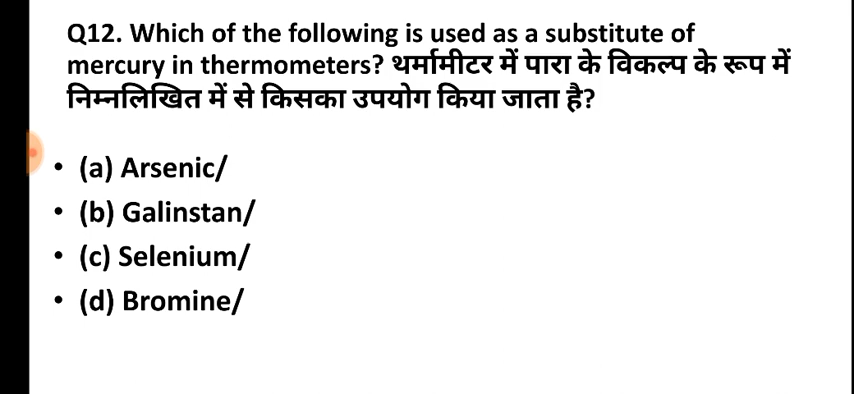 Q12. Which of the following is used as a substitute of
mercury in thermometers? थर्मामीटर में पारा के विकल्प के रूप में
निम्नलिखित में से किसका उपयोग किया जाता है?
• (a) Arsenic/
• (b) Galinstan/
• (c) Selenium/
• (d) Bromine/